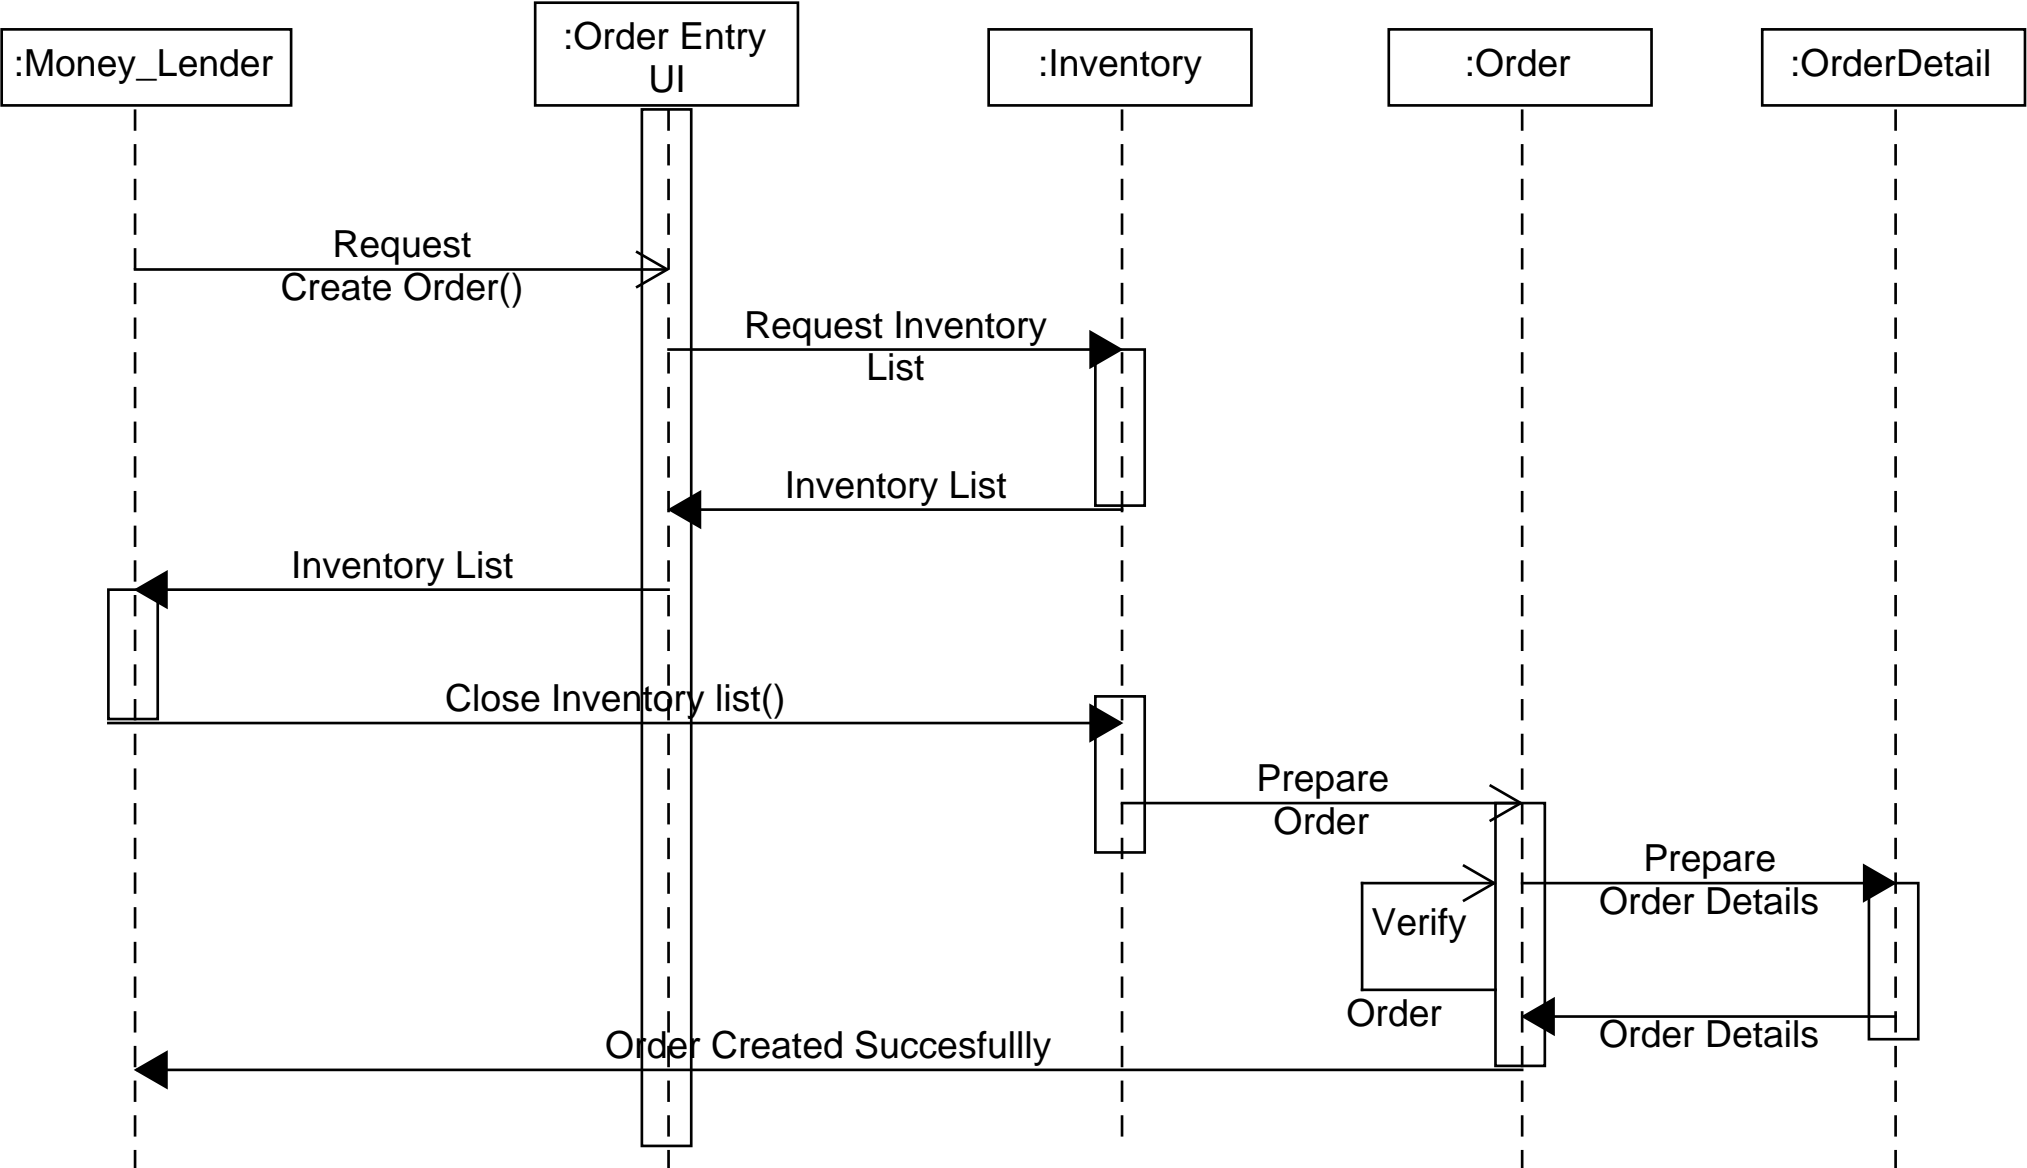 :Money_Lender
:Order Entry
UI
:Inventory
:Order
:OrderDetail
Request
Create Order()
Request Inventory
List
Inventory List
Inventory List
Close Inventory list()
Prepare
Order
Prepare
Order Details
Verify
Order
Order Details
Order Created Succesfullly